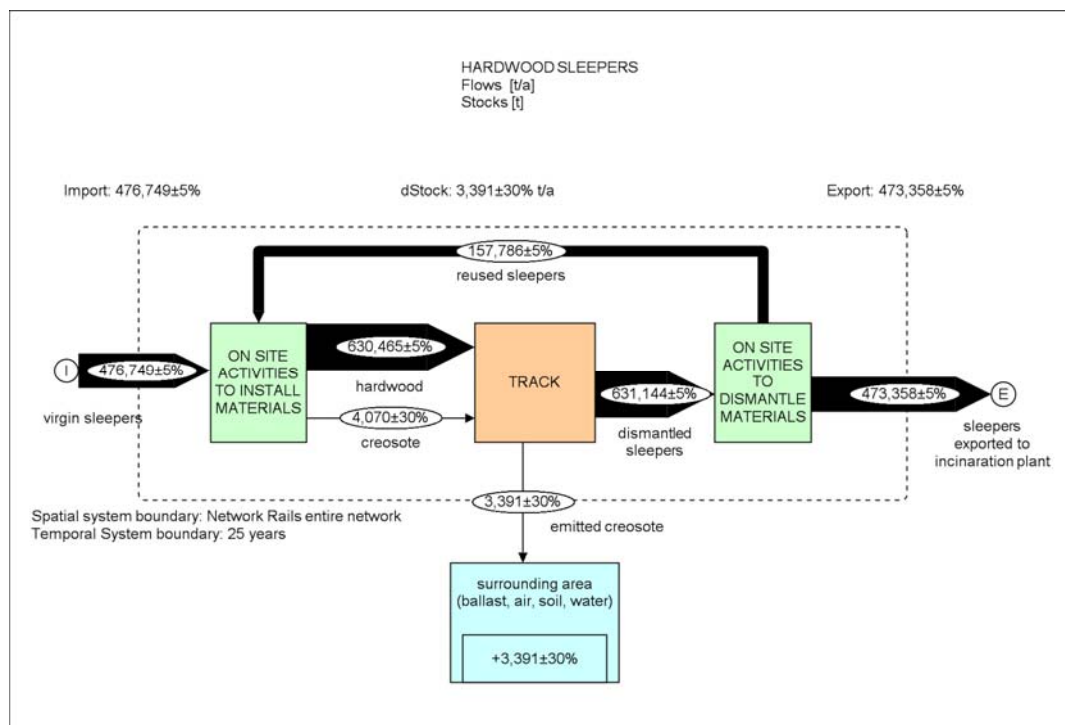 HARDWOOD SLEEPERS
Flows [t/a]
Stocks [t]
Import: 476,749±5%
dStock: 3,391±30% t/a
Export: 473,358±5%
157,786±5%
reused sleepers
I
476,749±5%
virgin sleepers
ON SITE
ACTIVITIES
TO INSTALL
MATERIALS
630,465±5%
hardwood
4,070±30%
creosote
TRACK
631,144±5%
dismantled
sleepers
ON SITE
ACTIVITIES
TO
DISMANTLE
MATERIALS
473,358±5%
E
sleepers
exported to
incinaration plant
3,391±30%
emitted creosote
Spatial system boundary: Network Rails entire network
Temporal System boundary: 25 years
surrounding area
(ballast, air, soil, water)
+3,391±30%